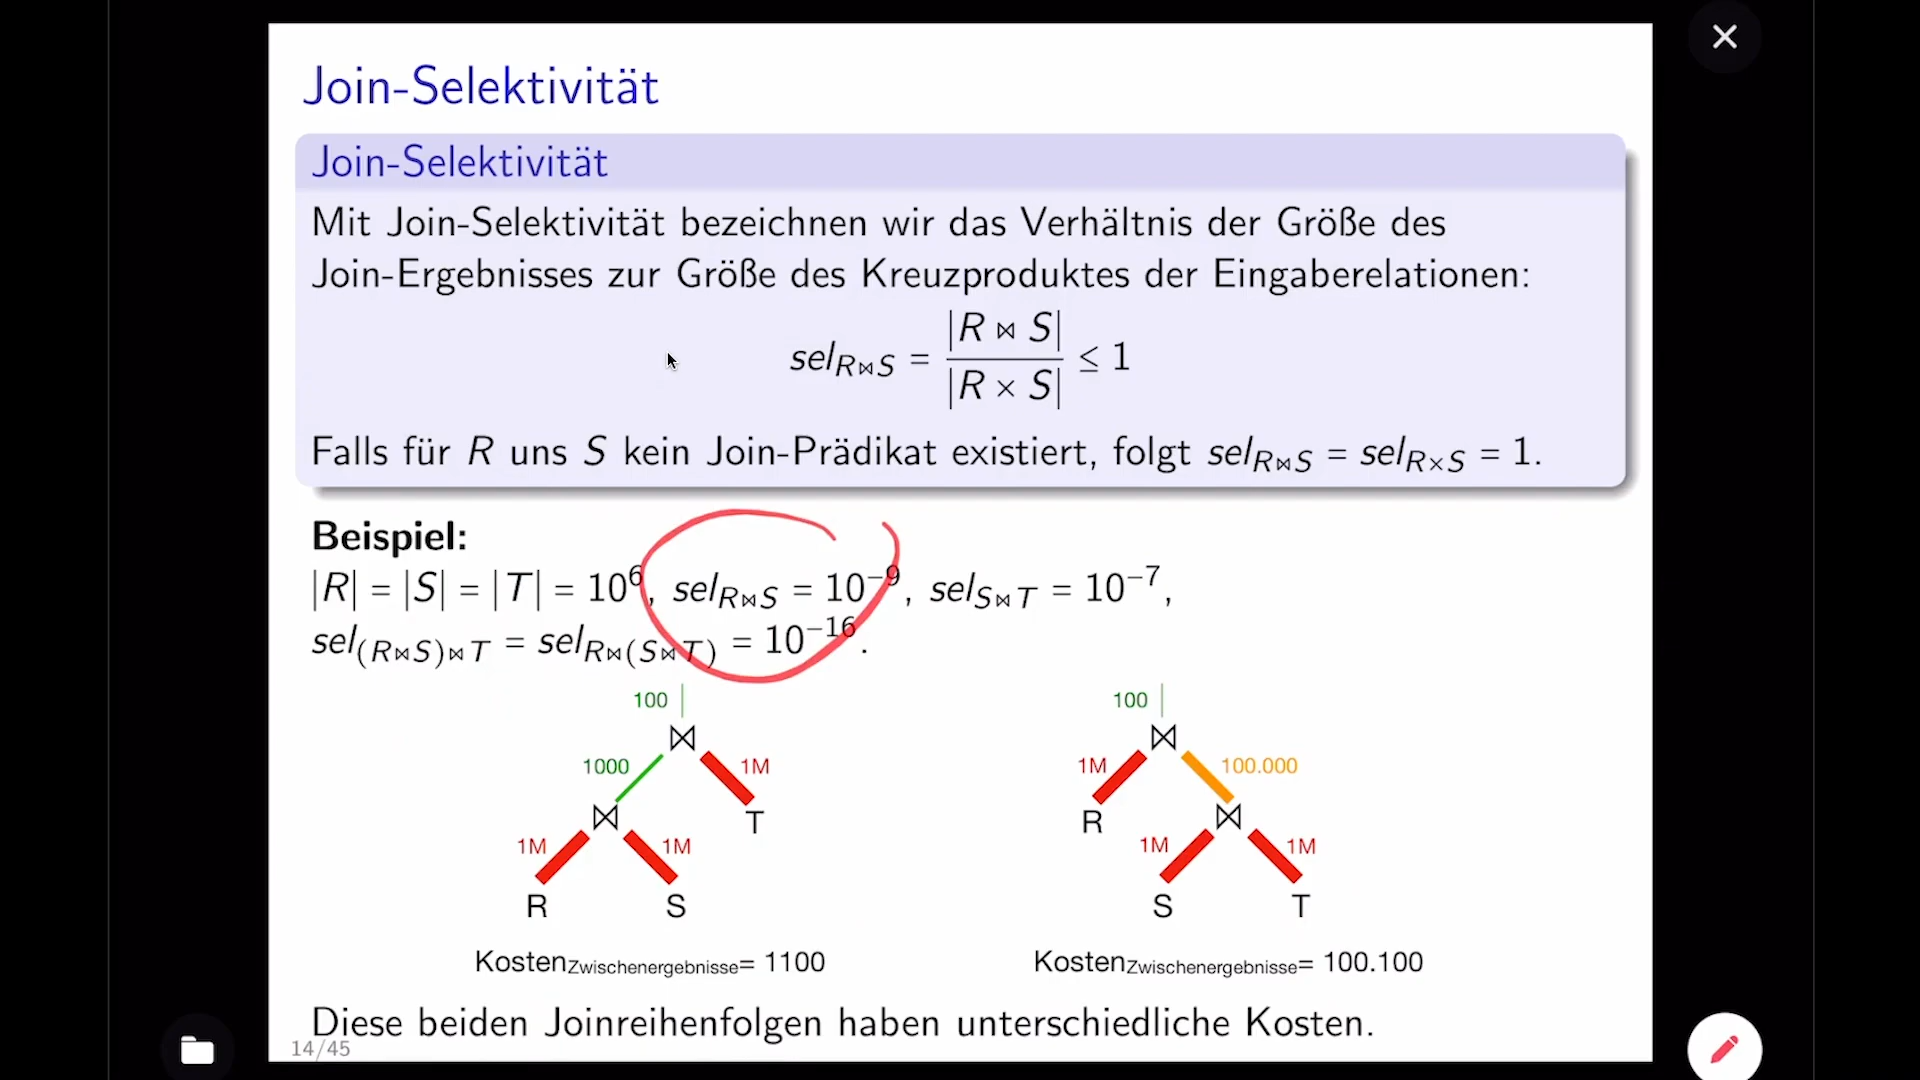 Join-Selektivität
Join-Selektivität
Mit Join-Selektivität bezeichnen wir das Verhältnis der Größe des
Join-Ergebnisses zur Größe des Kreuzproduktes der Eingaberelationen:
sel_{R⋈S} = |R ⋈ S| / |R × S| ≤ 1
Falls für R uns S kein Join-Prädikat existiert, folgt sel_{R⋈S} = sel_{R×S} = 1.
Beispiel:
|R| = |S| = |T| = 10^6, sel_{R⋈S} = 10^{-9}, sel_{S⋈T} = 10^{-7},
sel_{(R⋈S)⋈T} = sel_{R⋈(S⋈T)} = 10^{-16}.
100
⋈
1000
1M
⋈
T
1M
1M
R
S
Kosten_{Zwischenergebnisse}= 1100
100
⋈
1M
100.000
R
⋈
1M
1M
S
T
Kosten_{Zwischenergebnisse}= 100.100
Diese beiden Joinreihenfolgen haben unterschiedliche Kosten.
14/45